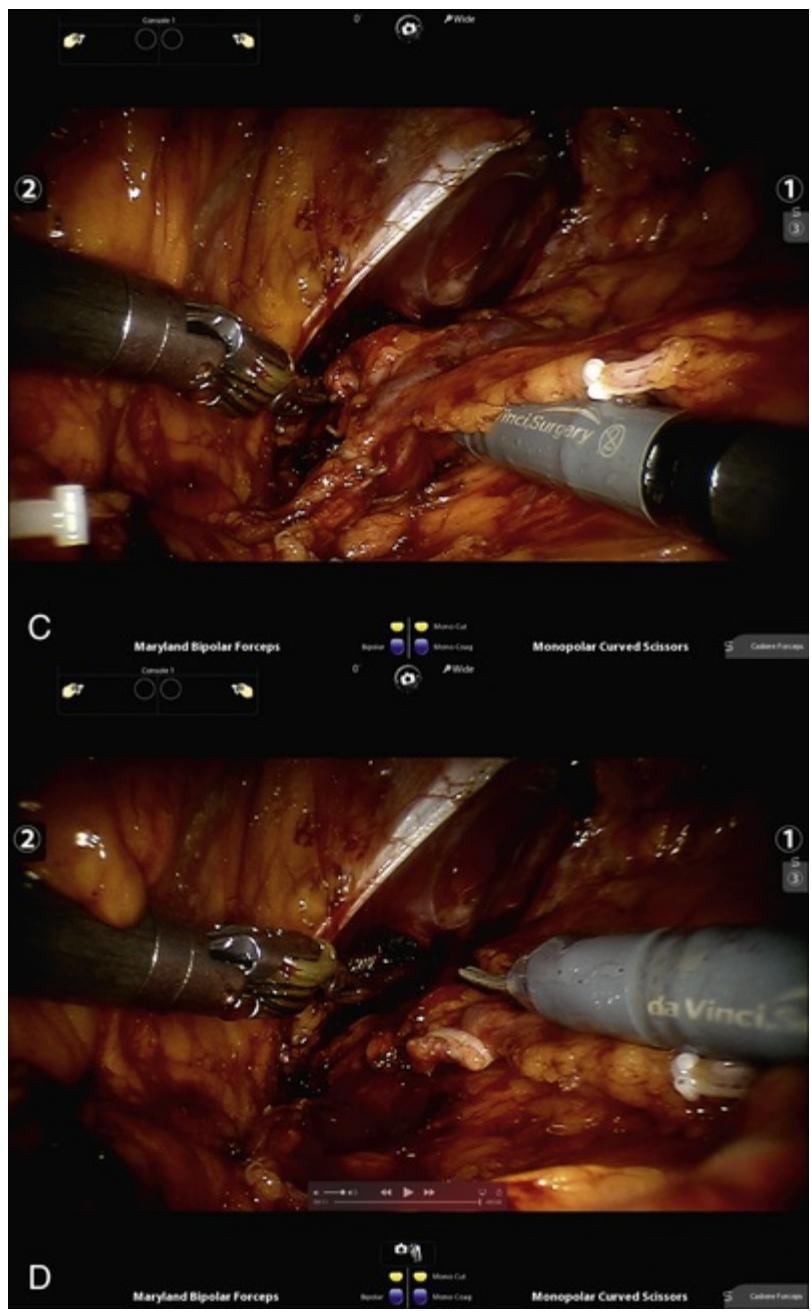 Console 1
0° Wide
2
1
S
3
Vinci.Surgery
C
Maryland Bipolar Forceps
Bipolar
Mono Cut
Mono Coag
Monopolar Curved Scissors
S Cadiere Forceps
Console 1
0° Wide
2
1
S
3
da Vinci.S
D
Maryland Bipolar Forceps
Bipolar
Mono Cut
Mono Coag
Monopolar Curved Scissors
S Cadiere Forceps